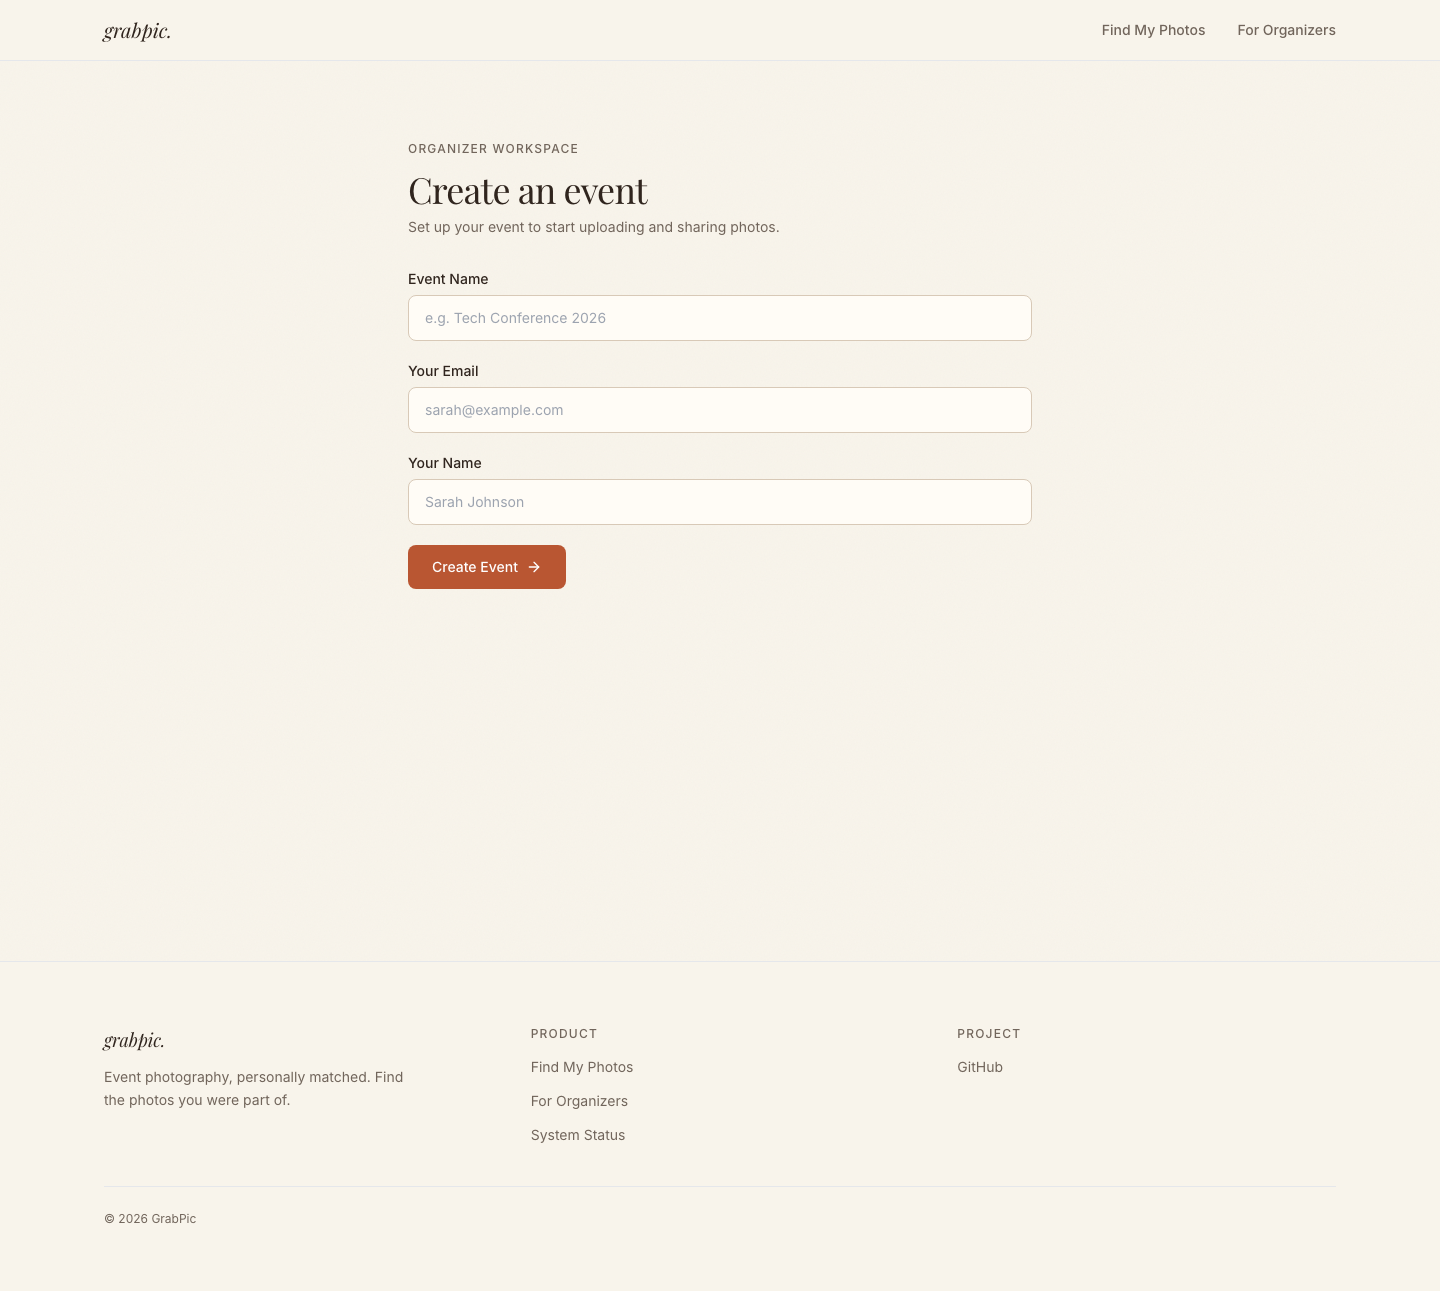 grabpic.
Find My Photos
For Organizers
ORGANIZER WORKSPACE
Create an event
Set up your event to start uploading and sharing photos.
Event Name
e.g. Tech Conference 2026
Your Email
sarah@example.com
Your Name
Sarah Johnson
Create Event →
grabpic.
Event photography, personally matched. Find
the photos you were part of.
PRODUCT
Find My Photos
For Organizers
System Status
PROJECT
GitHub
© 2026 GrabPic